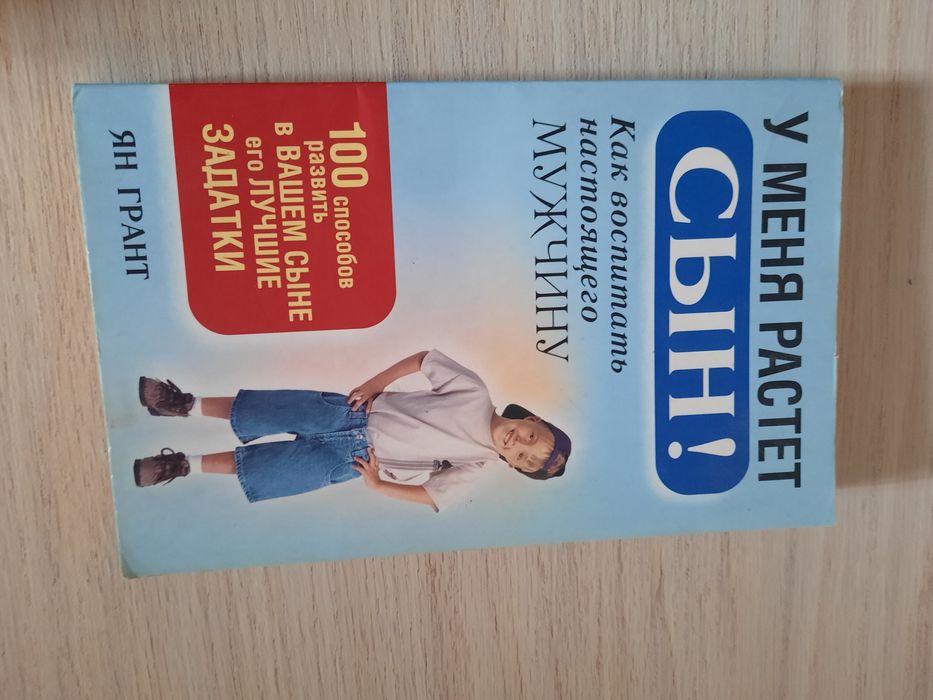 У МЕНЯ РАСТЕТ
СЫН!
Как воспитать
настоящего
МУЖЧИНУ
100 способов
развить
в ВАШЕМ СЫНЕ
его ЛУЧШИЕ
ЗАДАТКИ
ЯН ГРАНТ